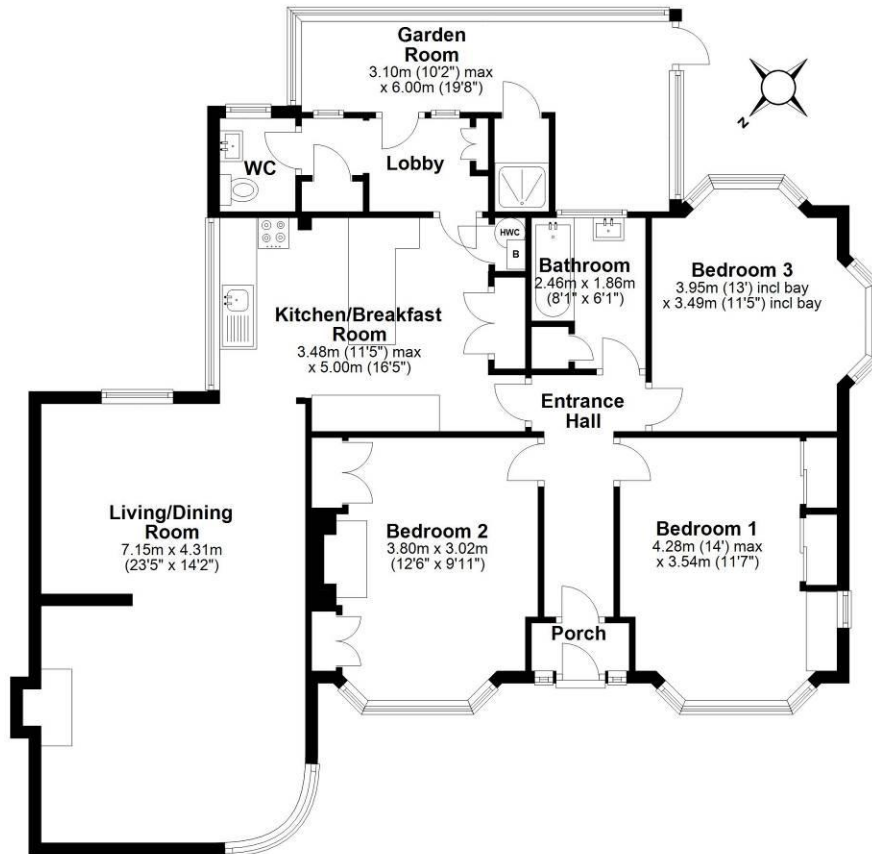 Garden
Room
3.10m (10'2") max
x 6.00m (19'8")
N
WC
Lobby
HWC
B
Bathroom
2.46m x 1.86m
(8'1" x 6'1")
Bedroom 3
3.95m (13') incl bay
x 3.49m (11'5") incl bay
Kitchen/Breakfast
Room
3.48m (11'5") max
x 5.00m (16'5")
Entrance
Hall
Living/Dining
Room
7.15m x 4.31m
(23'5" x 14'2")
Bedroom 2
3.80m x 3.02m
(12'6" x 9'11")
Bedroom 1
4.28m (14') max
x 3.54m (11'7")
Porch